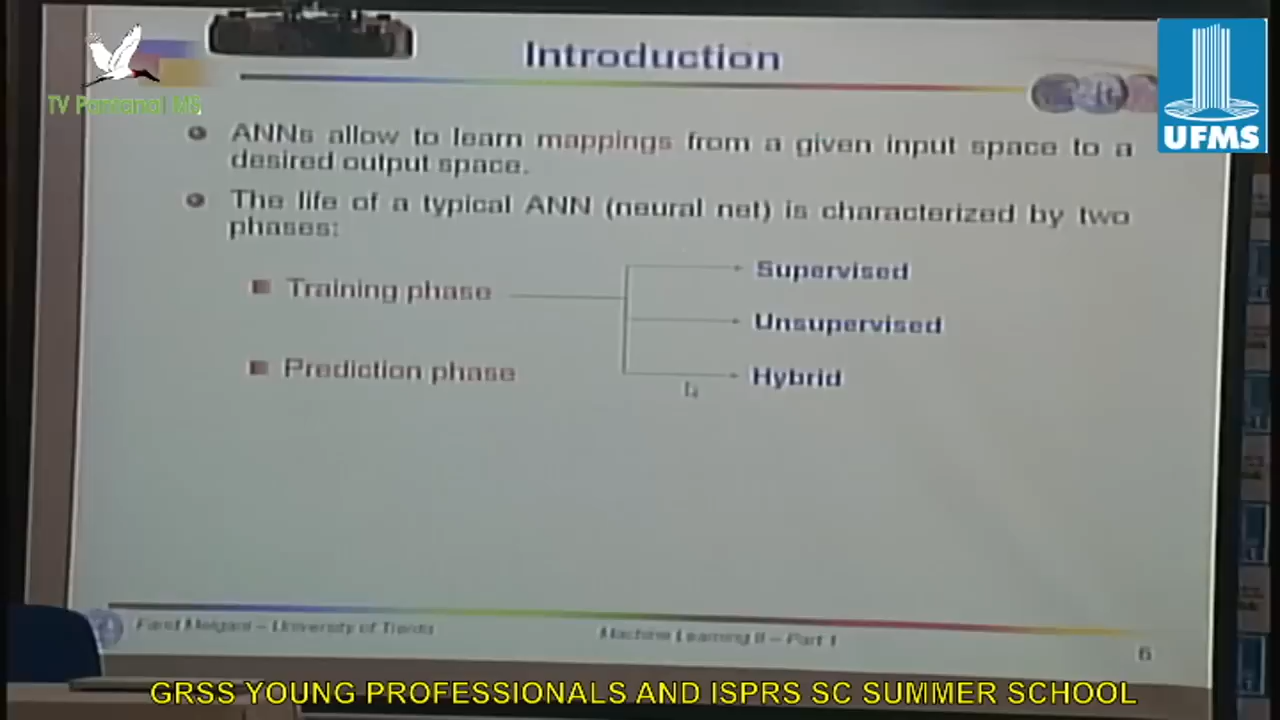 Introduction
TV Pantanal MS
UFMS
ANNs allow to learn mappings from a given input space to a
desired output space.
The life of a typical ANN (neural net) is characterized by two
phases:
Supervised
Training phase
Unsupervised
Prediction phase
Hybrid
Farid Melgani – University of Trento
Machine Learning II – Part 1
6
GRSS YOUNG PROFESSIONALS AND ISPRS SC SUMMER SCHOOL